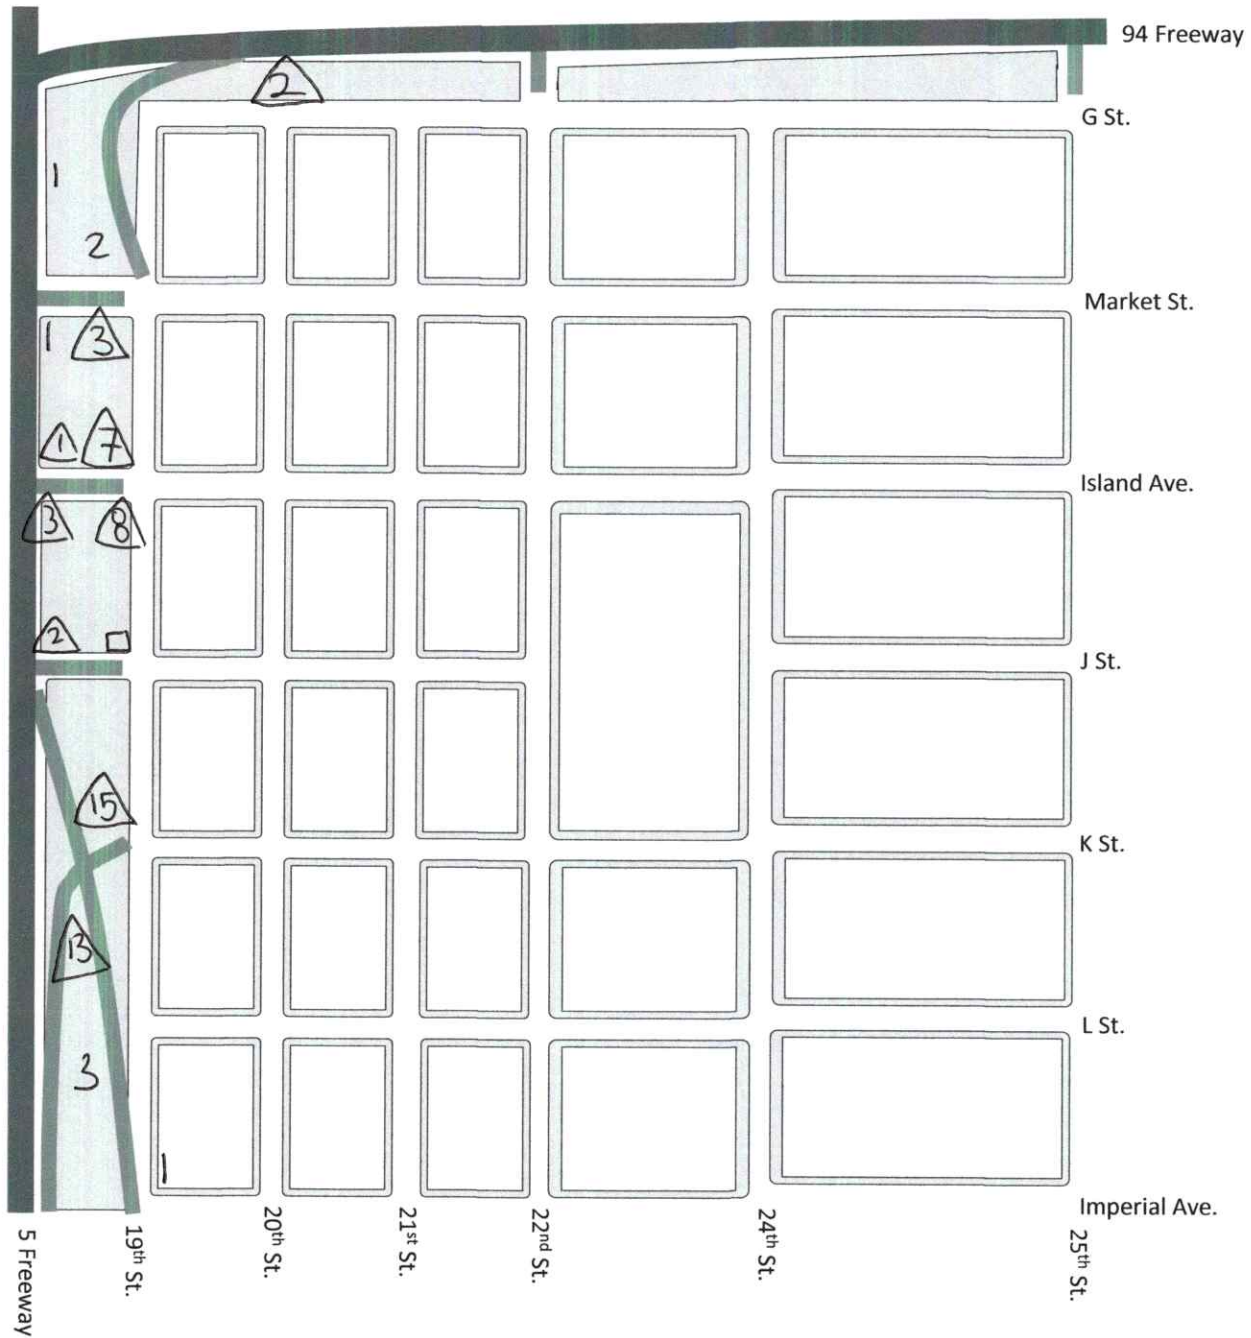 94 Freeway
2
G St.
1
2
Market St.
1 3
1 7
Island Ave.
3 8
2
J St.
15
K St.
13
L St.
3
1
Imperial Ave.
5 Freeway
19th St.
20th St.
21st St.
22nd St.
24th St.
25th St.